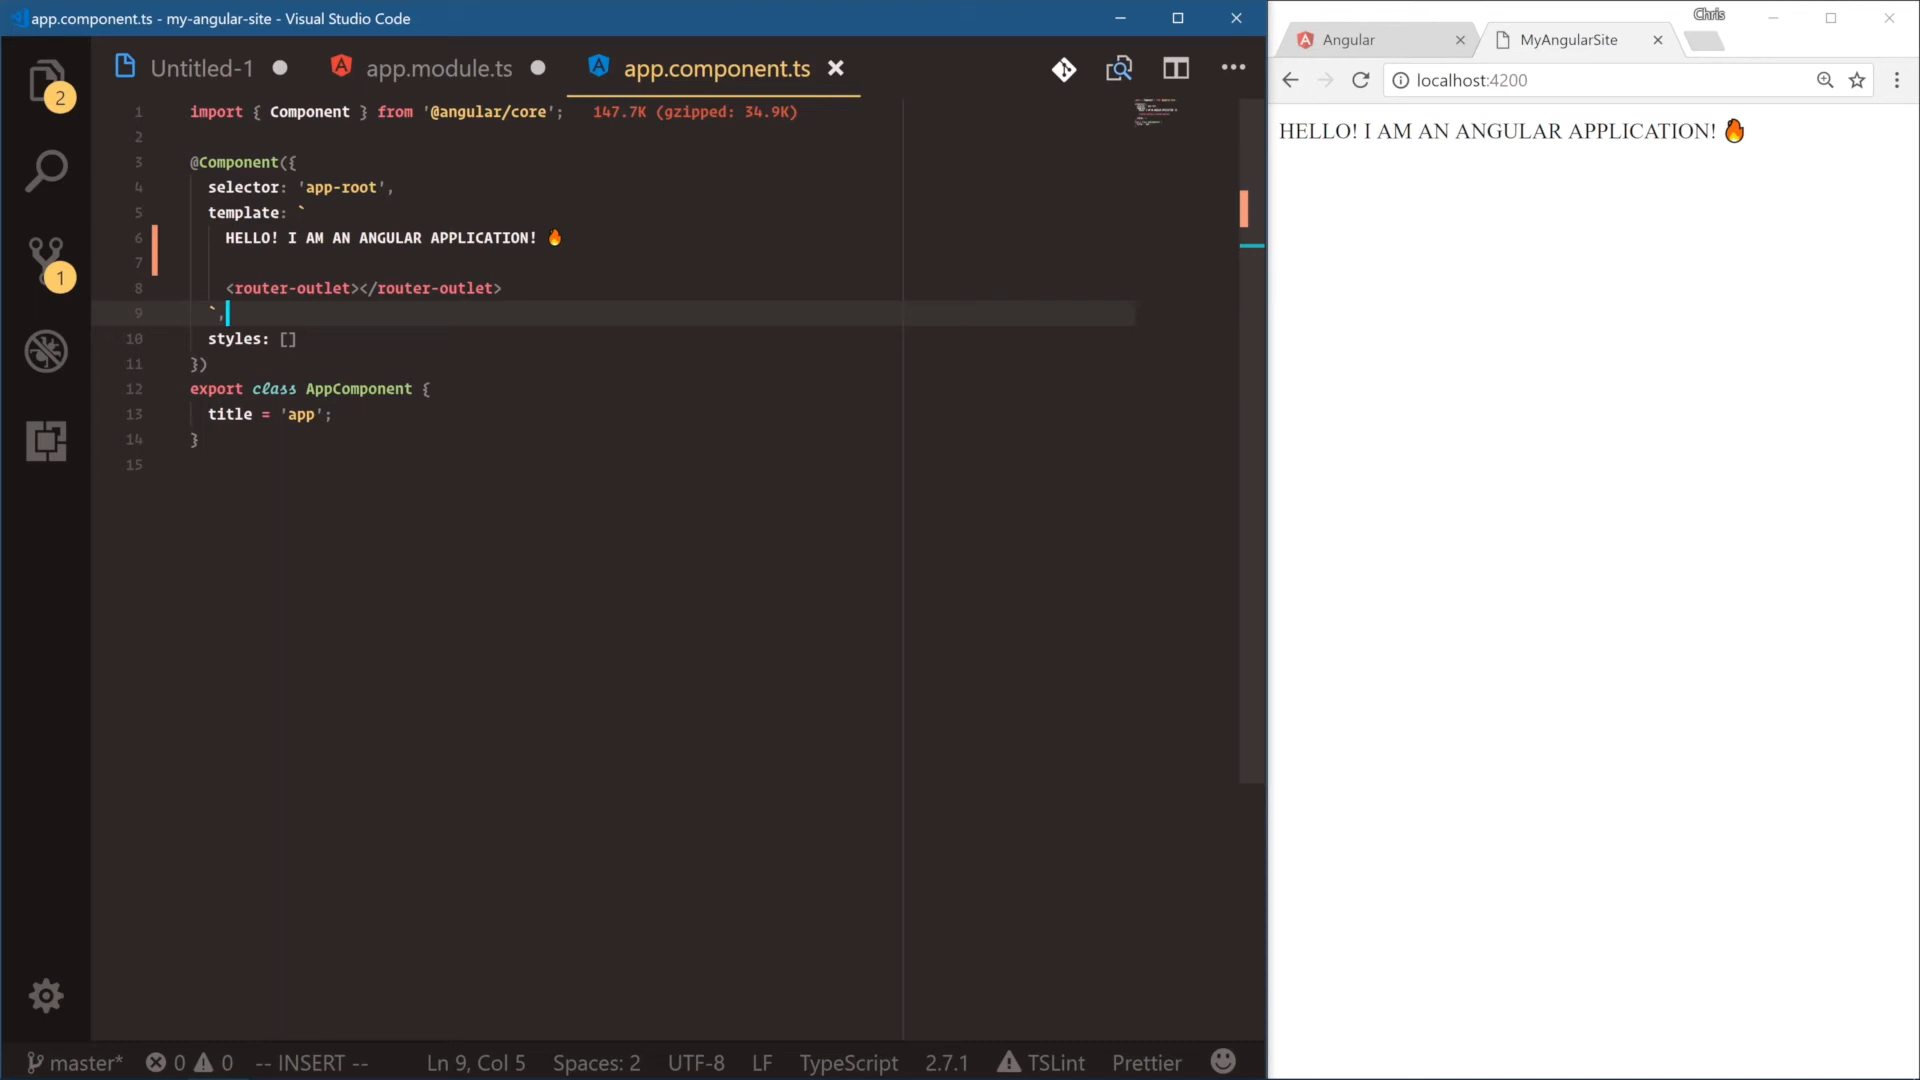 app.component.ts - my-angular-site - Visual Studio Code
Untitled-1
app.module.ts
app.component.ts
2
1
1 import { Component } from '@angular/core'; 147.7K (gzipped: 34.9K)
2
3 @Component({
4 selector: 'app-root',
5 template: `
6 HELLO! I AM AN ANGULAR APPLICATION! 🔥
7
8 <router-outlet></router-outlet>
9 `,
10 styles: []
11 })
12 export class AppComponent {
13 title = 'app';
14 }
15
master* 0 0 -- INSERT -- Ln 9, Col 5 Spaces: 2 UTF-8 LF TypeScript 2.7.1 TSLint Prettier
Chris
Angular
MyAngularSite
localhost:4200
HELLO! I AM AN ANGULAR APPLICATION! 🔥